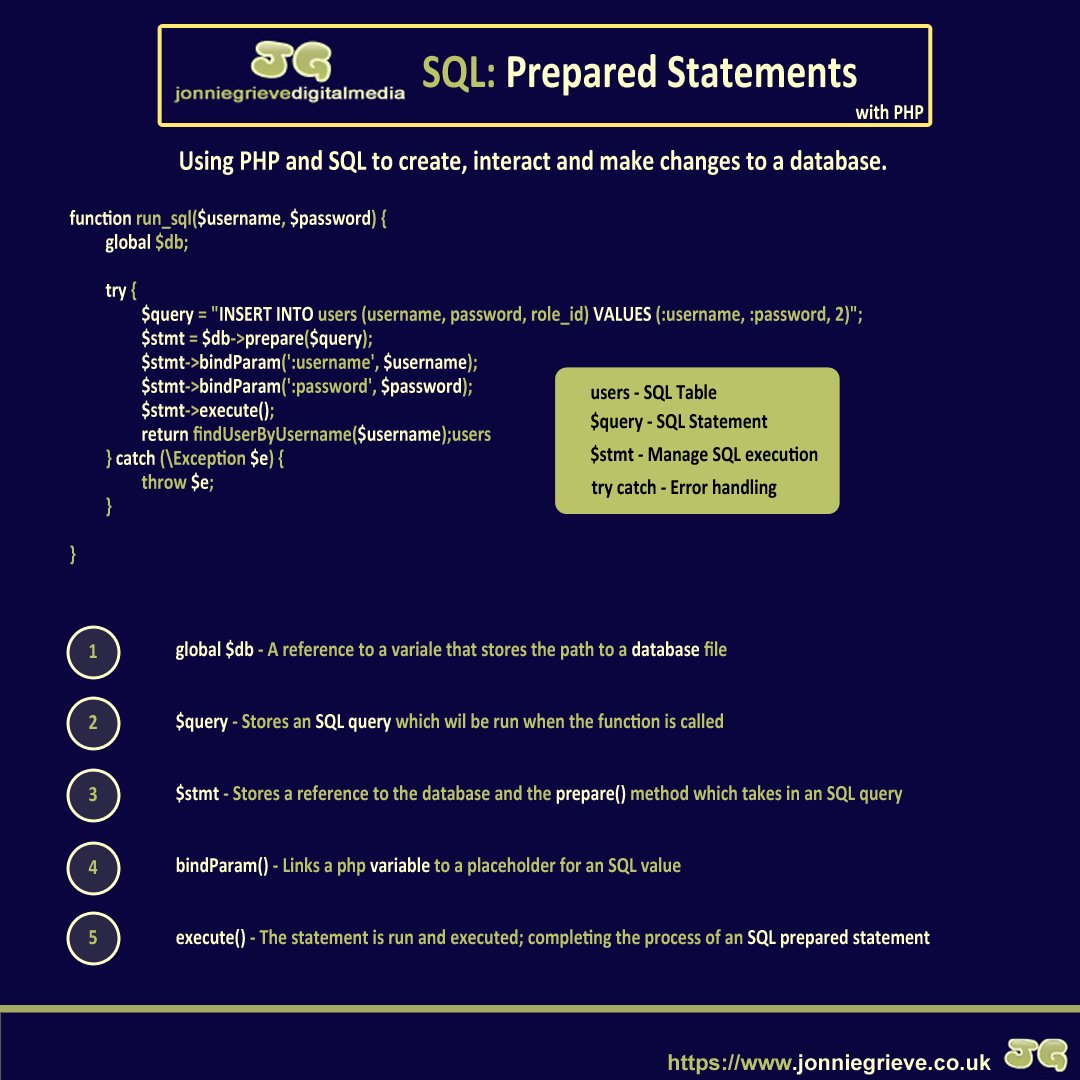 JG
jonniegrievedigitalmedia
SQL: Prepared Statements
with PHP
Using PHP and SQL to create, interact and make changes to a database.
function run_sql($username, $password) {
global $db;
try {
$query = "INSERT INTO users (username, password, role_id) VALUES (:username, :password, 2)";
$stmt = $db->prepare($query);
$stmt->bindParam(':username', $username);
$stmt->bindParam(':password', $password);
$stmt->execute();
return findUserByUsername($username);users
} catch (\Exception $e) {
throw $e;
}
}
users - SQL Table
$query - SQL Statement
$stmt - Manage SQL execution
try catch - Error handling
1 global $db - A reference to a variale that stores the path to a database file
2 $query - Stores an SQL query which wil be run when the function is called
3 $stmt - Stores a reference to the database and the prepare() method which takes in an SQL query
4 bindParam() - Links a php variable to a placeholder for an SQL value
5 execute() - The statement is run and executed; completing the process of an SQL prepared statement
https://www.jonniegrieve.co.uk JG